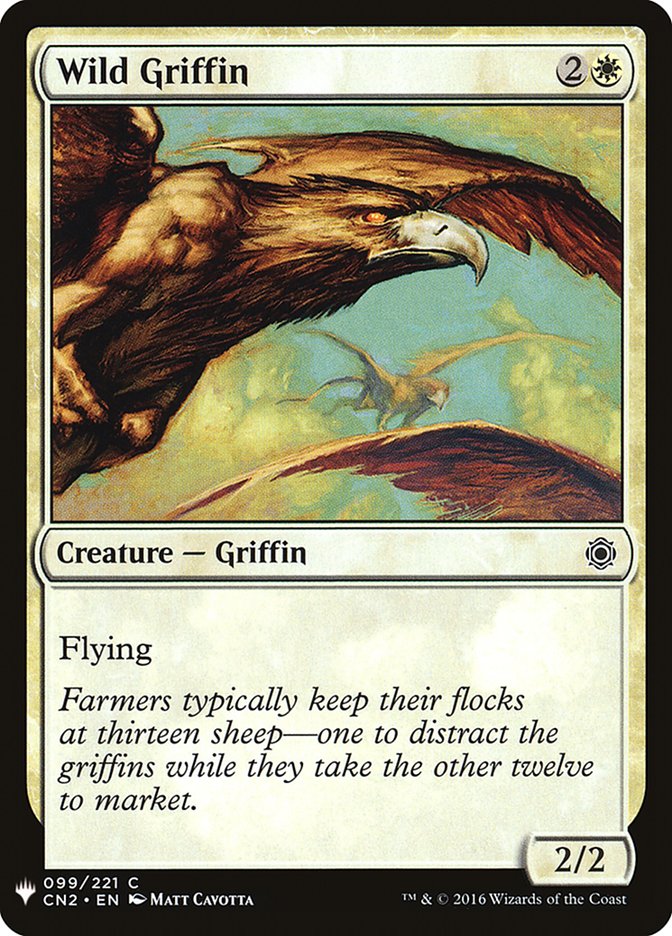 Wild Griffin 2
Creature — Griffin
Flying
Farmers typically keep their flocks
at thirteen sheep—one to distract the
griffins while they take the other twelve
to market.
2/2
099/221 C
CN2 • EN Matt Cavotta
™ & © 2016 Wizards of the Coast